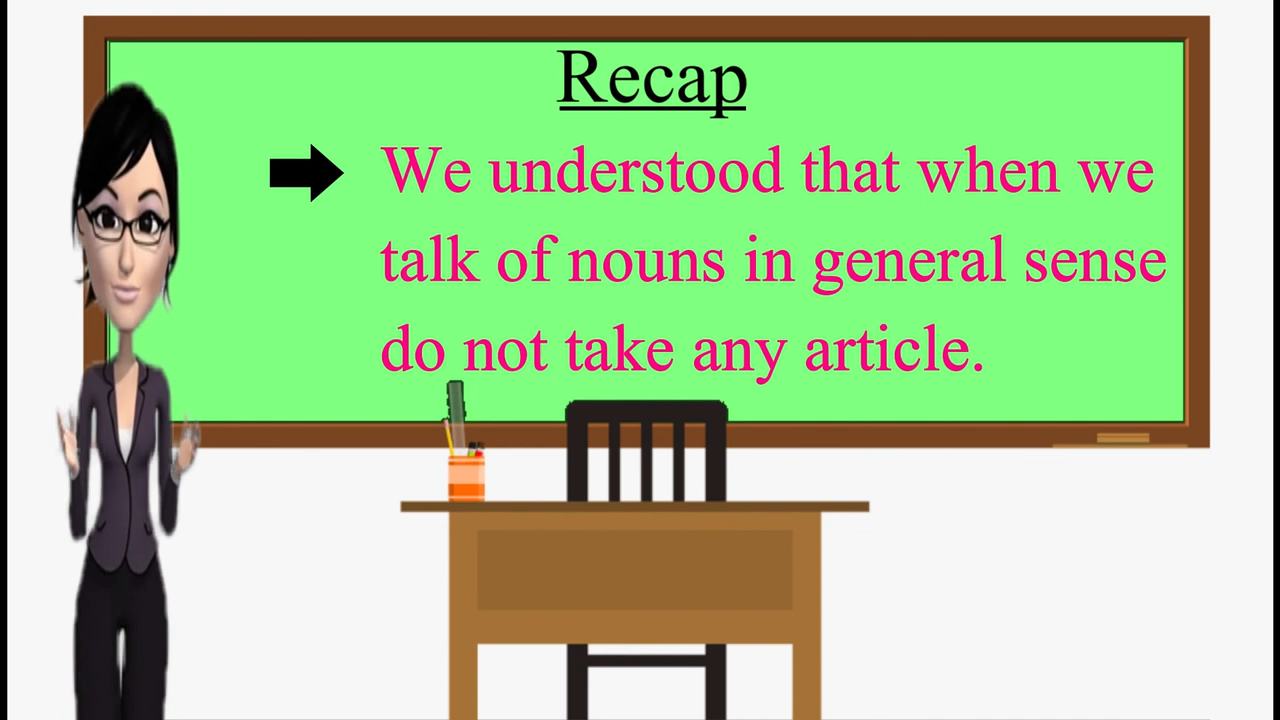 Recap
We understood that when we
talk of nouns in general sense
do not take any article.